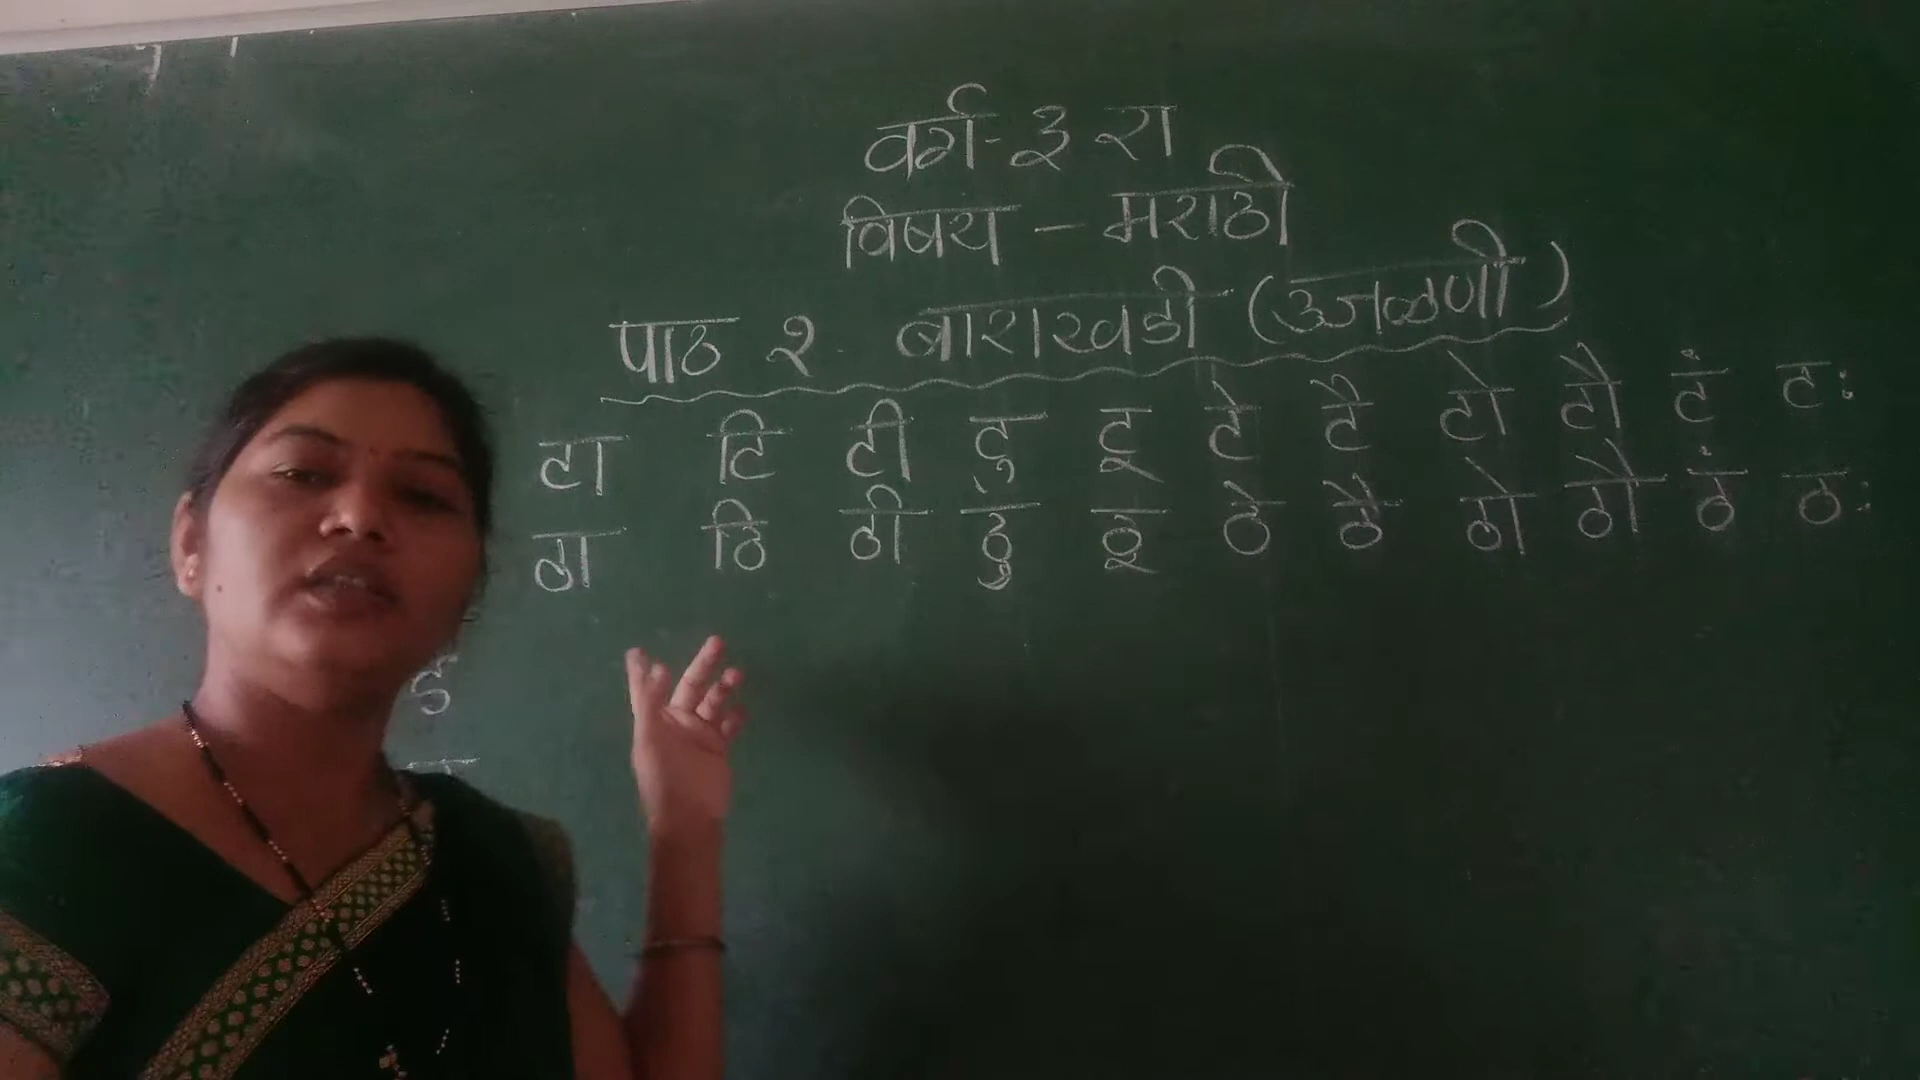 वर्ग - ३ रा
विषय - मराठी
पाठ २. बाराखडी (उजळणी)
टा टि टी टु टू टे टै टो टौ टं टः
ठा ठि ठी ठु ठू ठे ठै ठो ठौ ठं ठः
ड